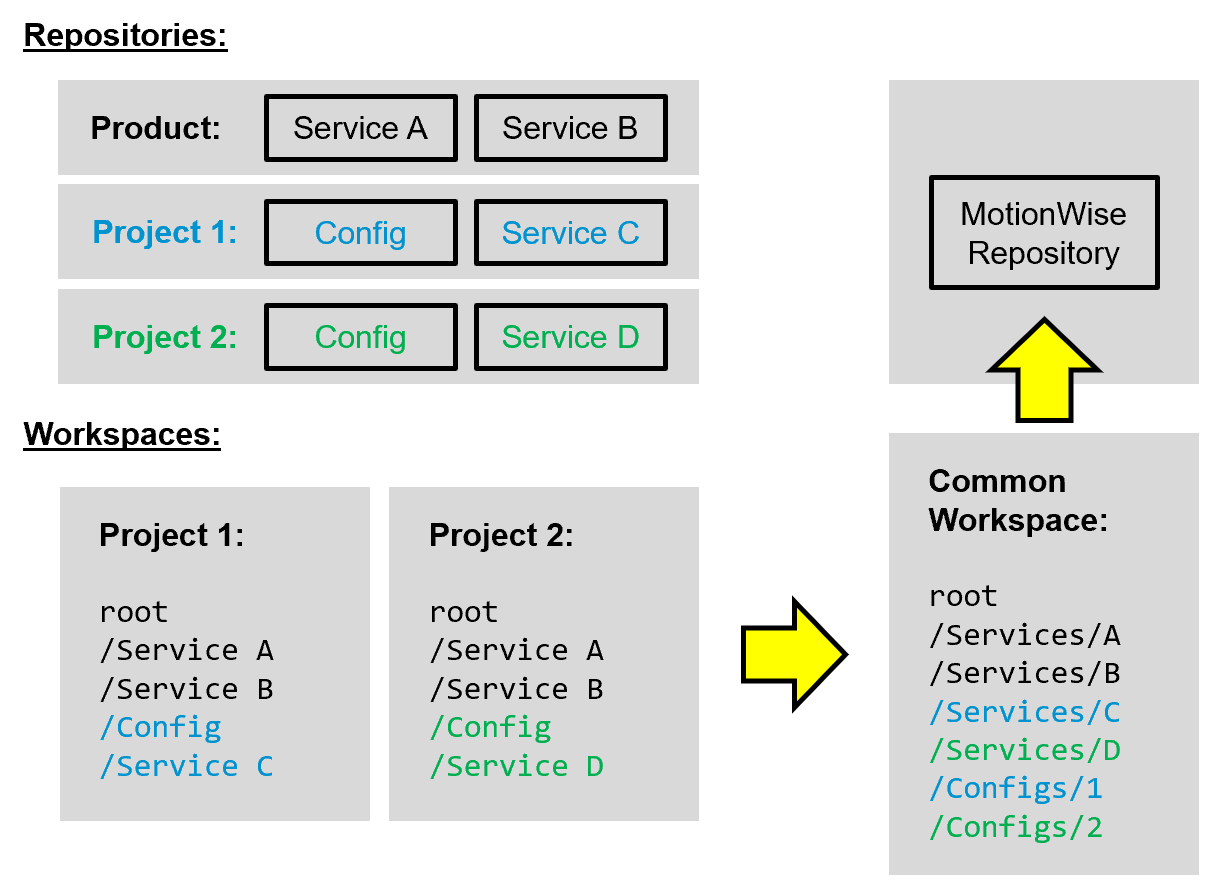 Repositories:
Product: Service A Service B
Project 1: Config Service C
Project 2: Config Service D
MotionWise
Repository
Workspaces:
Project 1:
root
/Service A
/Service B
/Config
/Service C
Project 2:
root
/Service A
/Service B
/Config
/Service D
Common
Workspace:
root
/Services/A
/Services/B
/Services/C
/Services/D
/Configs/1
/Configs/2